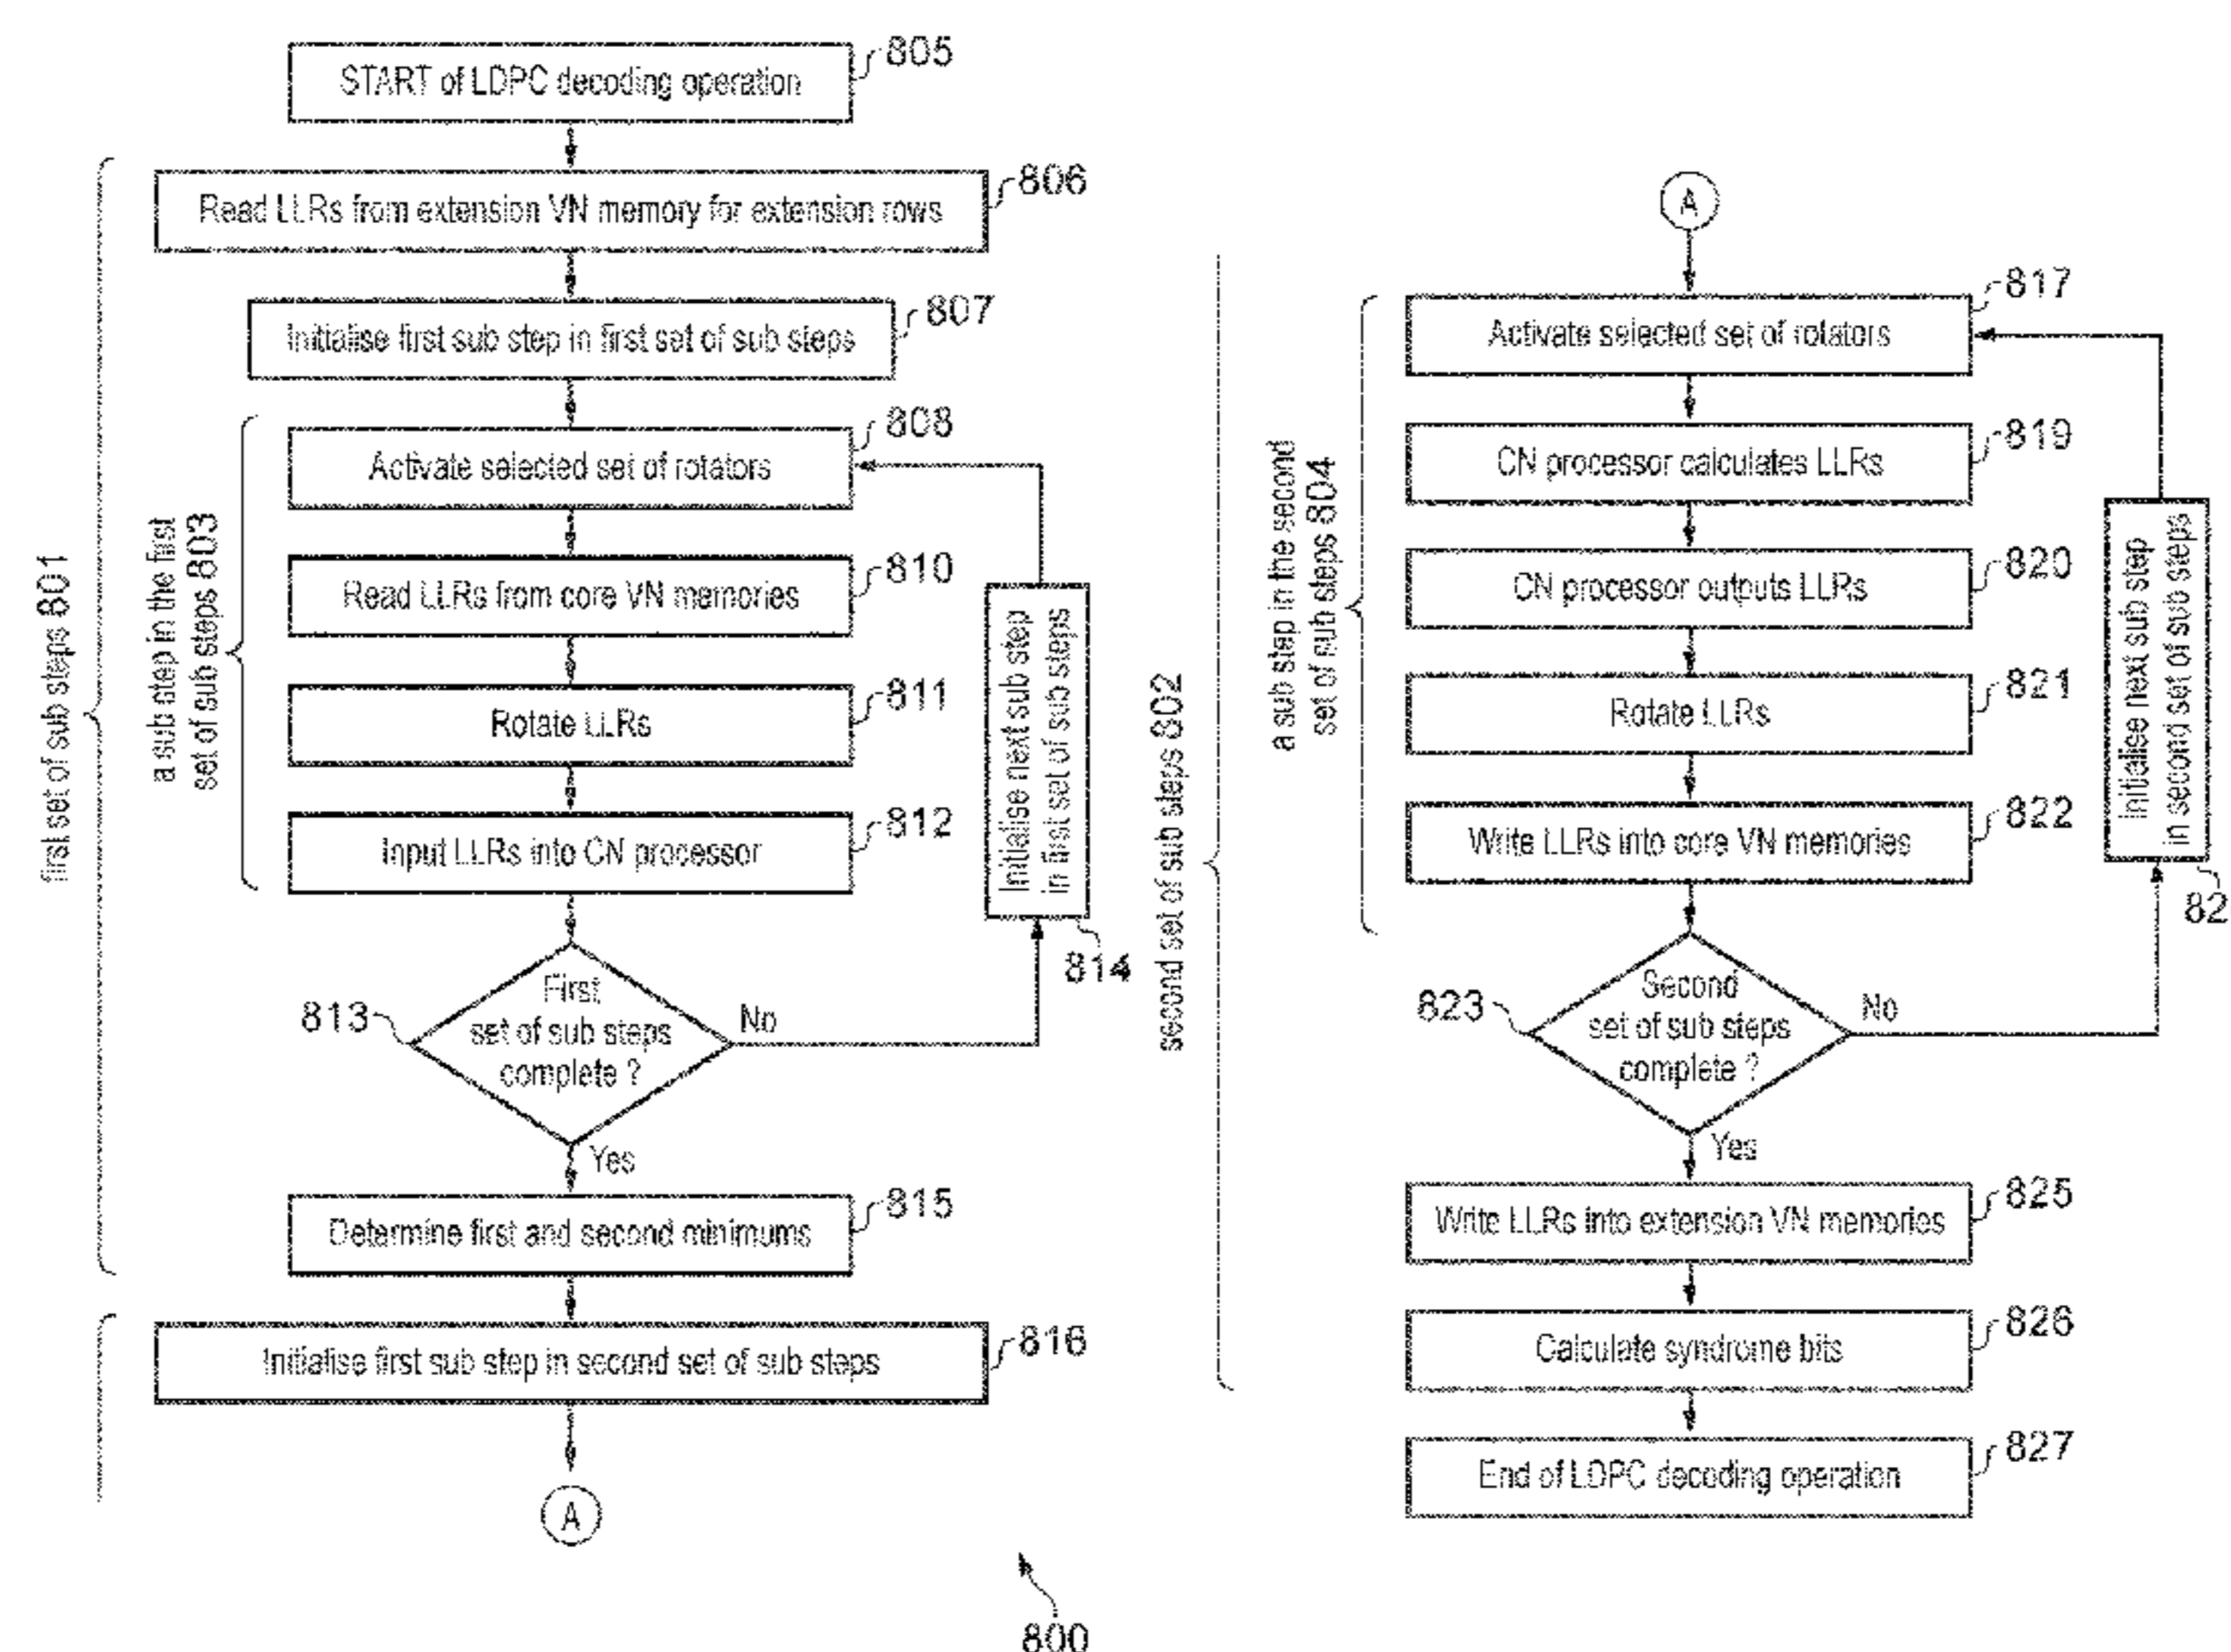 START of LDPC decoding operation
805
Read LLRs from extension VN memory for extension rows
806
Initialise first sub step in first set of sub steps
807
Activate selected set of rotators
808
Read LLRs from core VN memories
810
Rotate LLRs
811
Input LLRs into CN processor
812
First
set of sub steps
complete ?
813
No
Yes
Initialise next sub step
in first set of sub steps
814
Determine first and second minimums
815
Initialise first sub step in second set of sub steps
816
A
first set of sub steps 801
a sub step in the first
set of sub steps 803
800
A
second set of sub steps 802
a sub step in the second
set of sub steps 804
Activate selected set of rotators
817
CN processor calculates LLRs
819
CN processor outputs LLRs
820
Rotate LLRs
821
Write LLRs into core VN memories
822
Second
set of sub steps
complete ?
823
No
Yes
Initialise next sub step
in second set of sub steps
82
Write LLRs into extension VN memories
825
Calculate syndrome bits
826
End of LDPC decoding operation
827